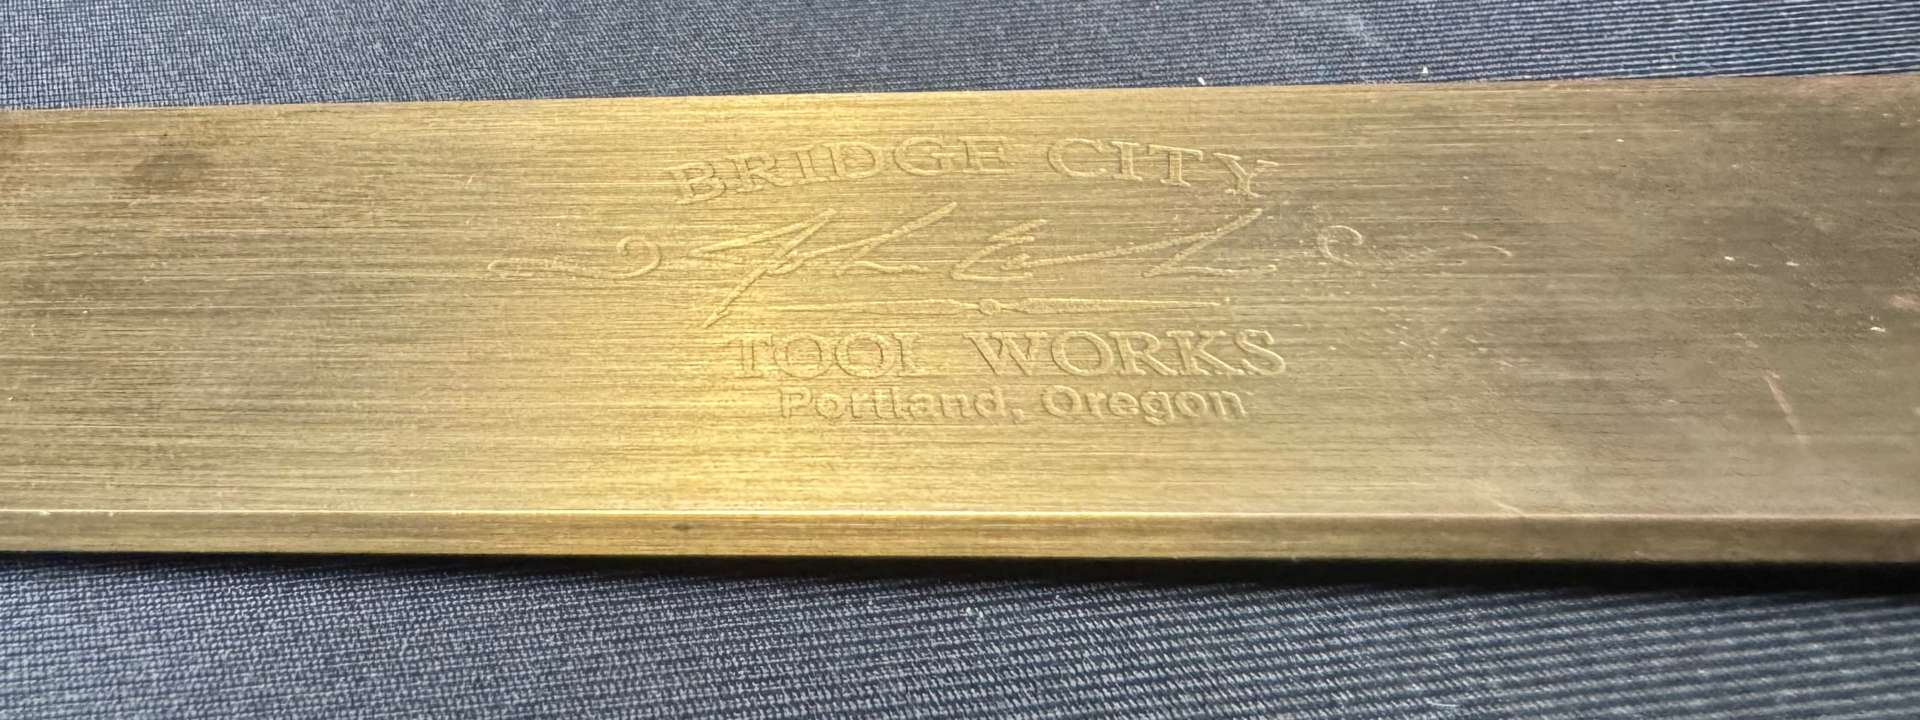 BRIDGE CITY
TOOL WORKS
Portland, Oregon